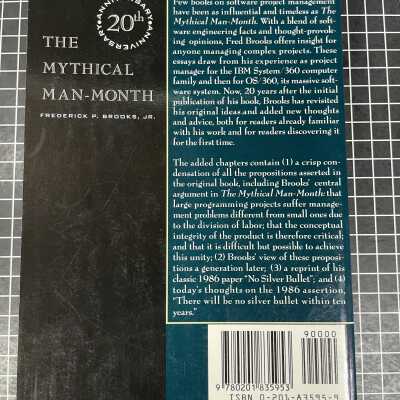 ANNIVERSARY
20th
ANNIVERSARY
THE
MYTHICAL
MAN-MONTH
FREDERICK P. BROOKS, JR.
Few books on software project management
have been as influential and timeless as The
Mythical Man-Month. With a blend of soft-
ware engineering facts and thought-provok-
ing opinions, Fred Brooks offers insight for
anyone managing complex projects. These
essays draw from his experience as project
manager for the IBM System/360 computer
family and then for OS/360, its massive soft-
ware system. Now, 20 years after the initial
publication of his book, Brooks has revisited
his original ideas and added new thoughts
and advice, both for readers already familiar
with his work and for readers discovering it
for the first time.
The added chapters contain (1) a crisp con-
densation of all the propositions asserted in
the original book, including Brooks' central
argument in The Mythical Man-Month: that
large programming projects suffer manage-
ment problems different from small ones due
to the division of labor; that the conceptual
integrity of the product is therefore critical;
and that it is difficult but possible to achieve
this unity; (2) Brooks' view of these proposi-
tions a generation later; (3) a reprint of his
classic 1986 paper "No Silver Bullet"; and (4)
today's thoughts on the 1986 assertion,
"There will be no silver bullet within ten
years."
90000
9 780201 835953
ISBN 0-201-83595-9